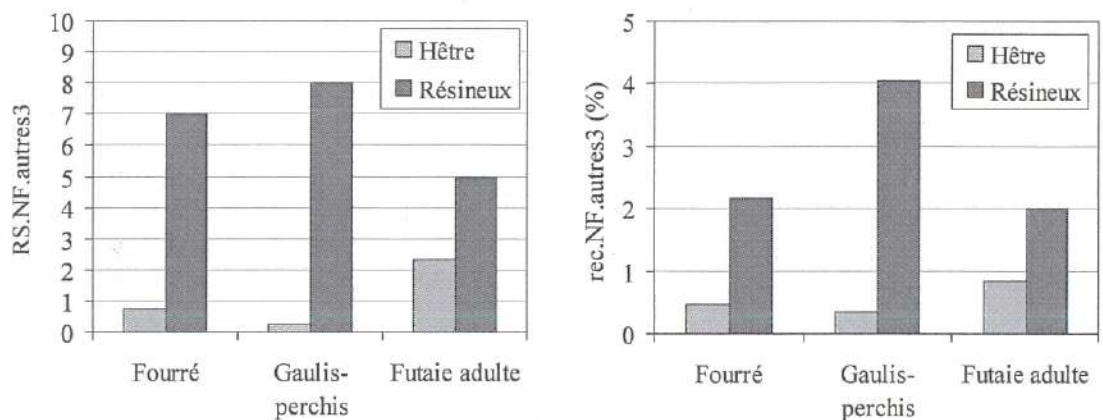 RS.NF.autres3
10
9
8
7
6
5
4
3
2
1
0
Hêtre
Résineux
Fourré
Gaulis-
perchis
Futaie adulte
rec.NF.autres3 (%)
5
4
3
2
1
0
Hêtre
Résineux
Fourré
Gaulis-
perchis
Futaie adulte